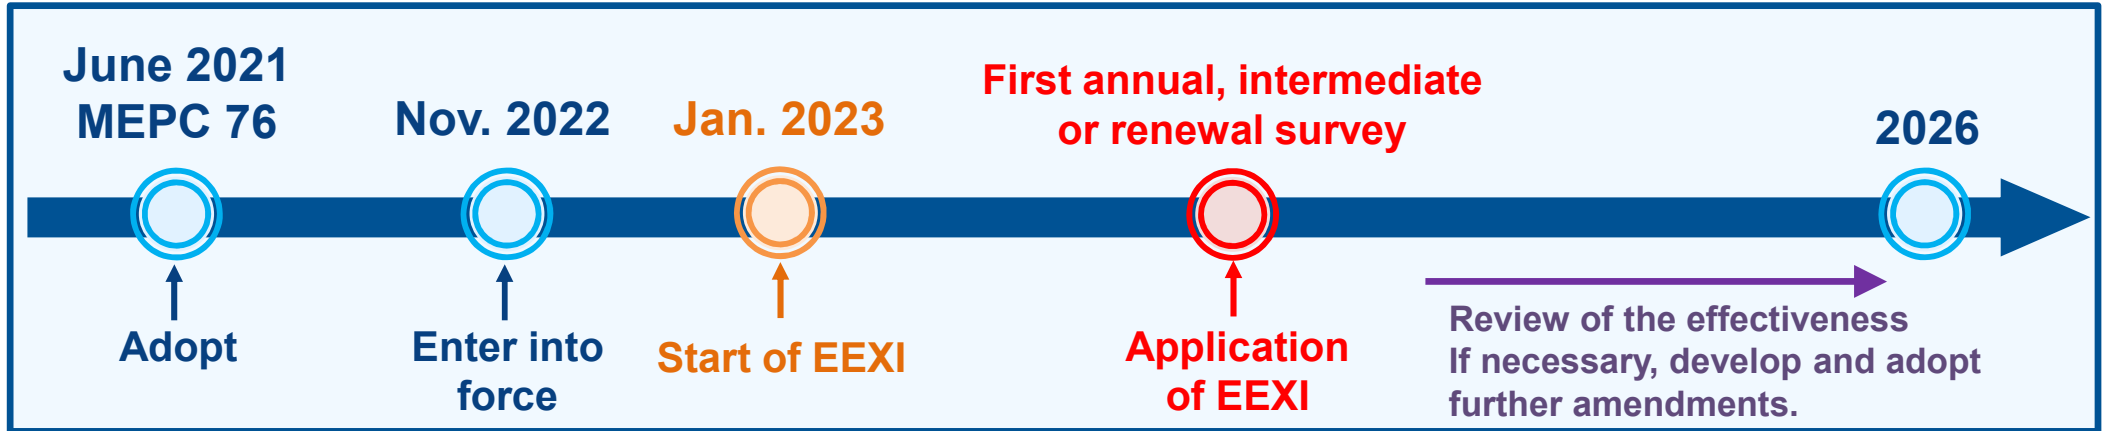 June 2021
MEPC 76
Nov. 2022
Jan. 2023
First annual, intermediate
or renewal survey
2026
Adopt
Enter into
force
Start of EEXI
Application
of EEXI
Review of the effectiveness
If necessary, develop and adopt
further amendments.